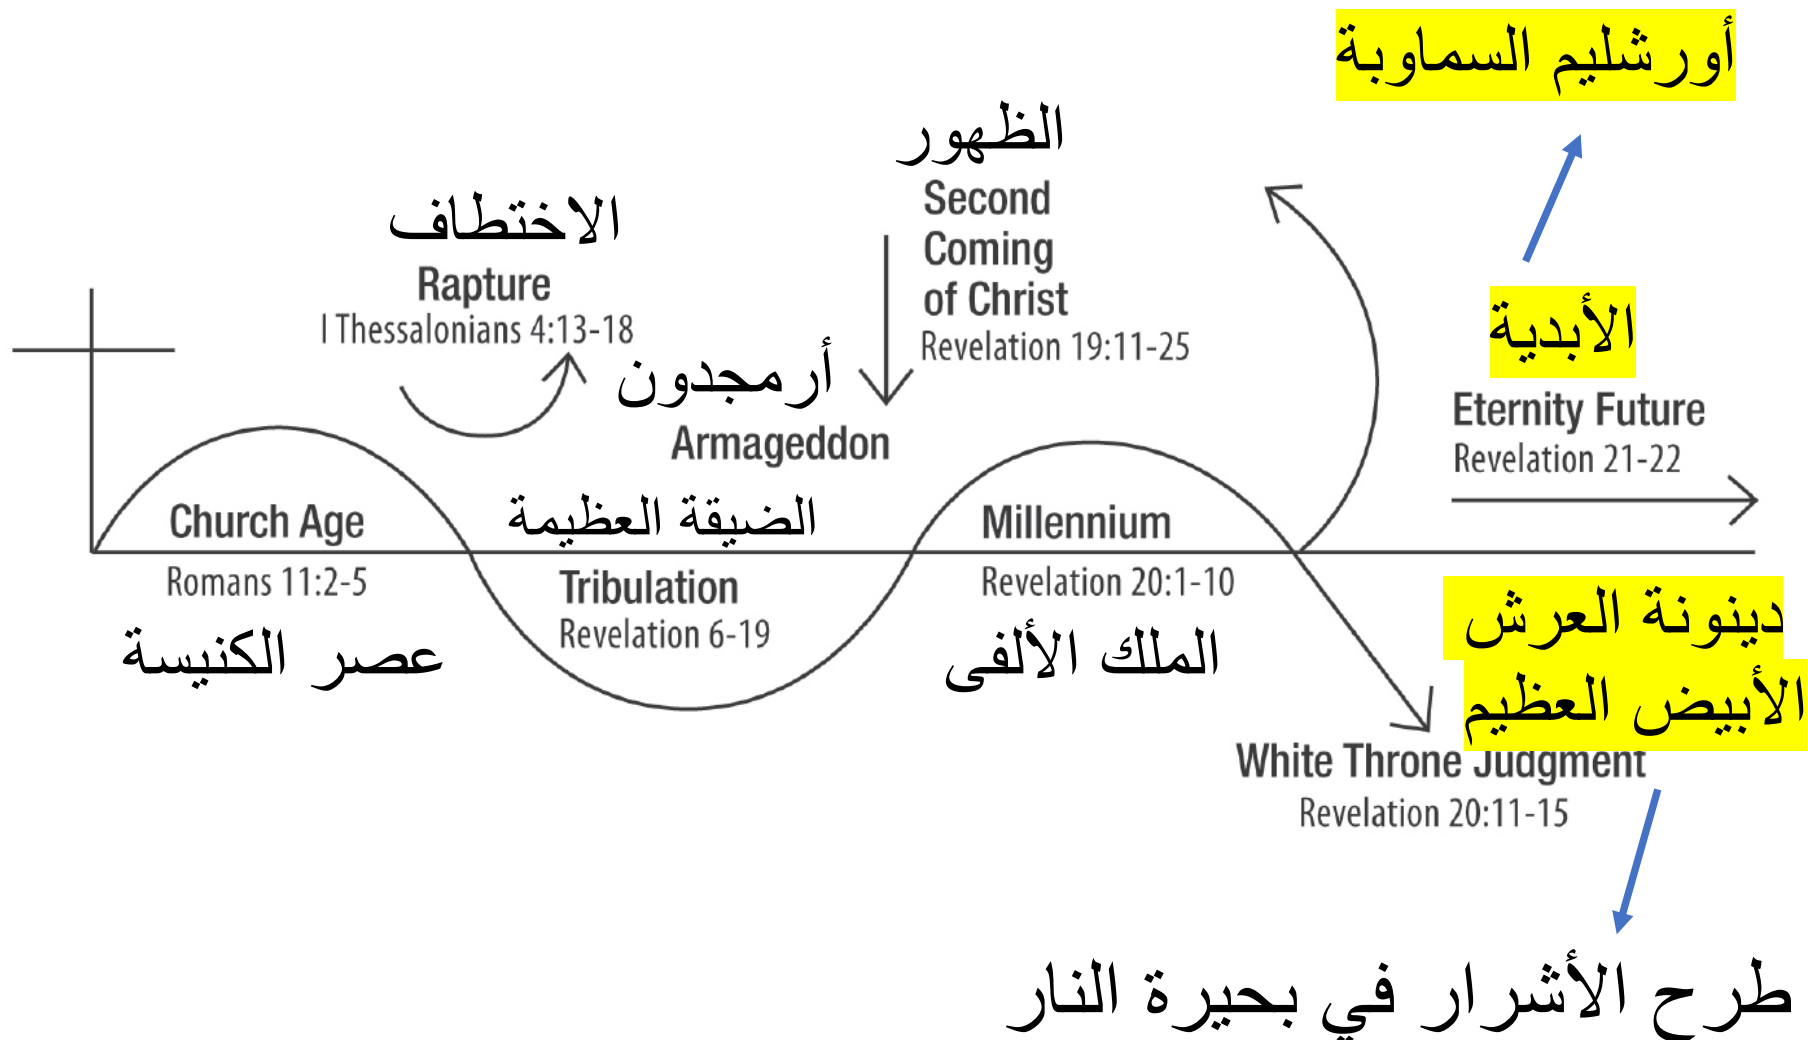 أورشليم السماوبة
الظهور
Second
Coming
of Christ
Revelation 19:11-25
الاختطاف
Rapture
I Thessalonians 4:13-18
أرمجدون
Armageddon
الأبدية
Eternity Future
Revelation 21-22
Church Age
Romans 11:2-5
عصر الكنيسة
الضيقة العظيمة
Tribulation
Revelation 6-19
Millennium
Revelation 20:1-10
الملك الألفى
دينونة العرش
الأبيض العظيم
White Throne Judgment
Revelation 20:11-15
طرح الأشرار في بحيرة النار